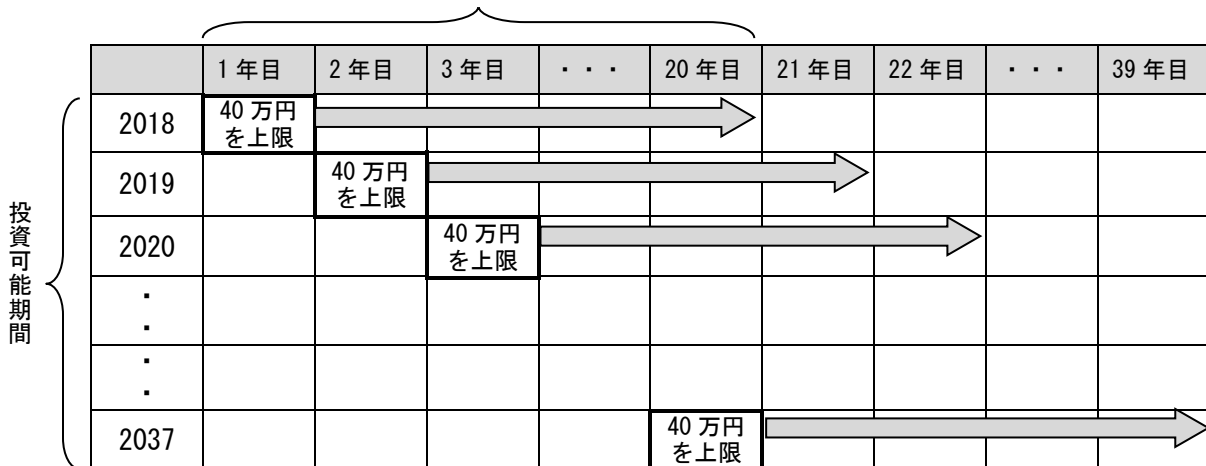 1年目 2年目 3年目 ・・・ 20年目 21年目 22年目 ・・・ 39年目
2018 40万円
を上限
2019 40万円
を上限
2020 40万円
を上限
・
・
・
・
2037 40万円
を上限
投資可能期間